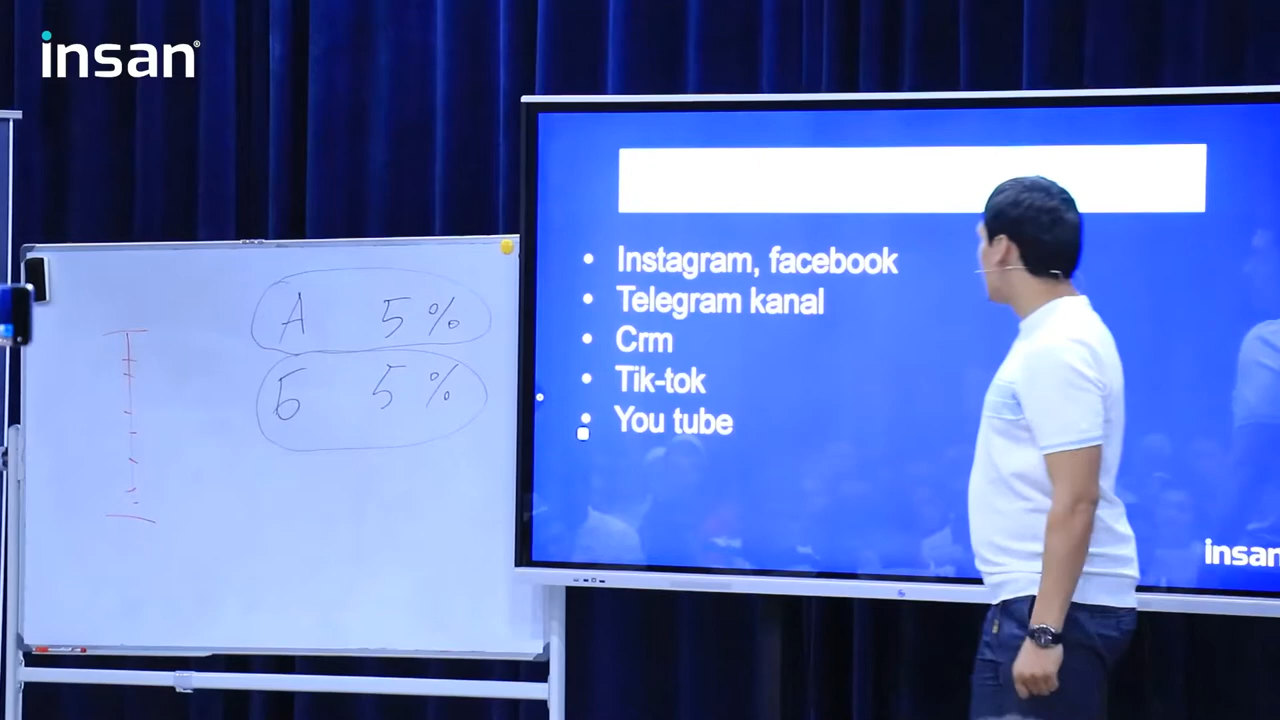 insan
A 5%
Б 5%
• Instagram, facebook
• Telegram kanal
• Crm
• Tik-tok
• You tube
insan